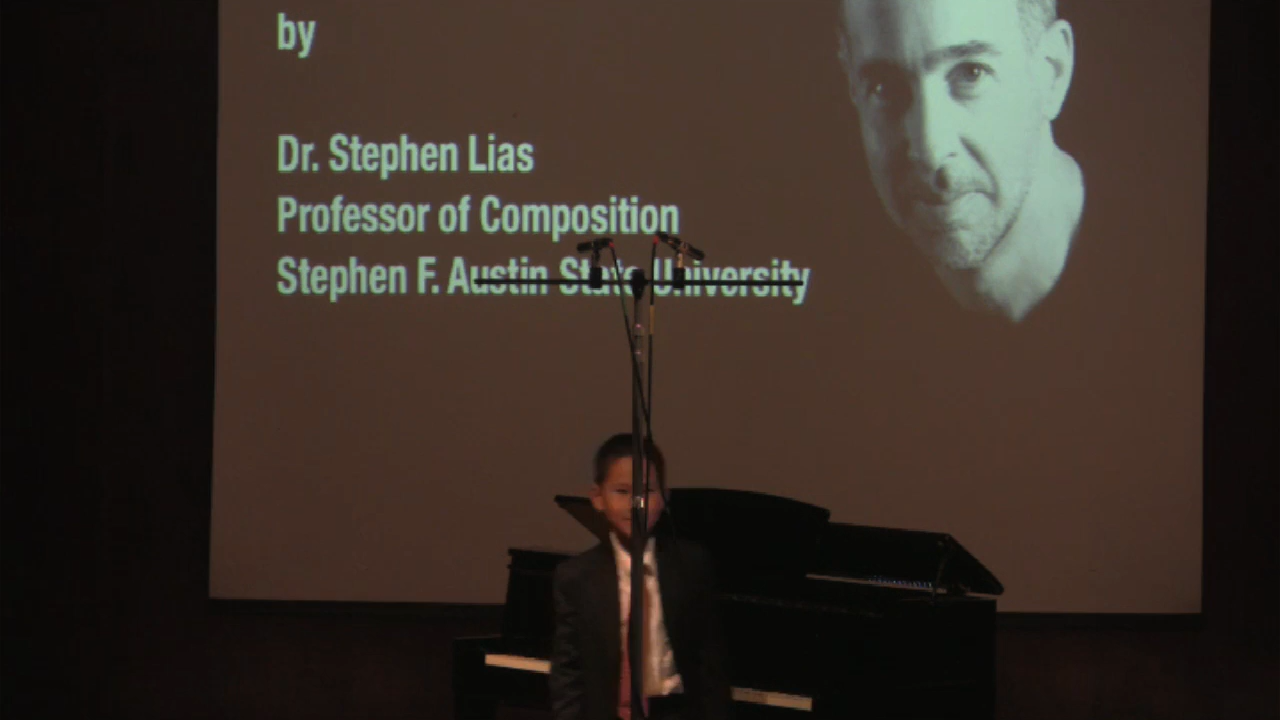 by
Dr. Stephen Lias
Professor of Composition
Stephen F. Austin State University